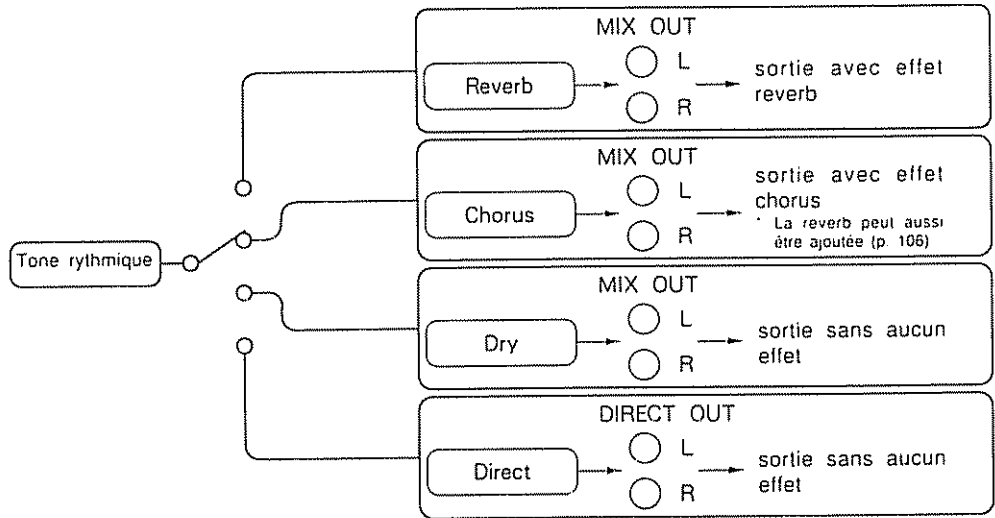 MIX OUT
Reverb
L
R
sortie avec effet
reverb
MIX OUT
Chorus
L
R
sortie avec effet
chorus
* La reverb peut aussi
être ajoutée (p. 106)
Tone rythmique
MIX OUT
Dry
L
R
sortie sans aucun
effet
DIRECT OUT
Direct
L
R
sortie sans aucun
effet